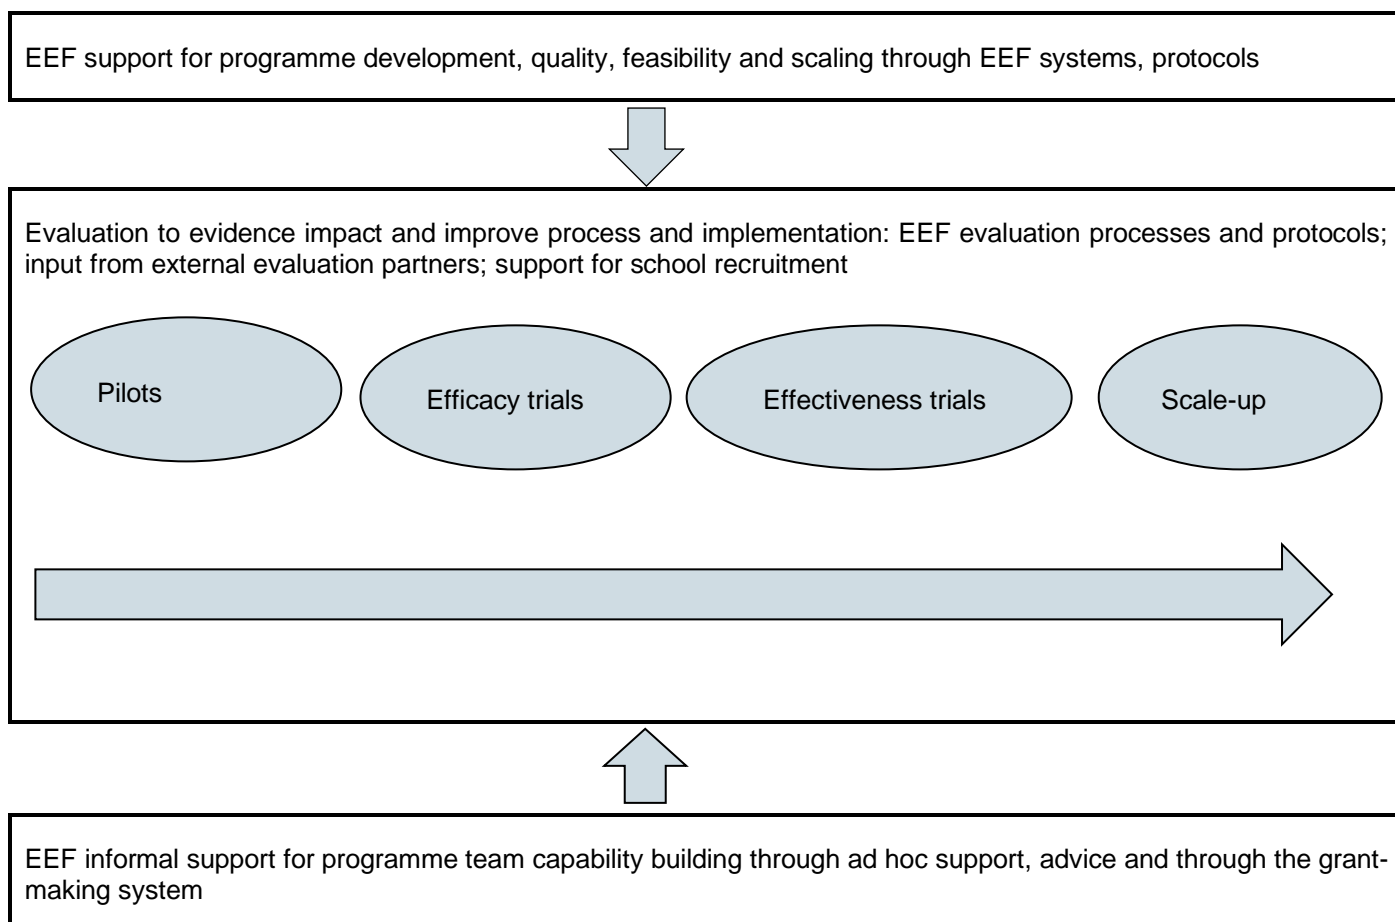 EEF support for programme development, quality, feasibility and scaling through EEF systems, protocols
Evaluation to evidence impact and improve process and implementation: EEF evaluation processes and protocols;
input from external evaluation partners; support for school recruitment
Pilots
Efficacy trials
Effectiveness trials
Scale-up
EEF informal support for programme team capability building through ad hoc support, advice and through the grant-
making system